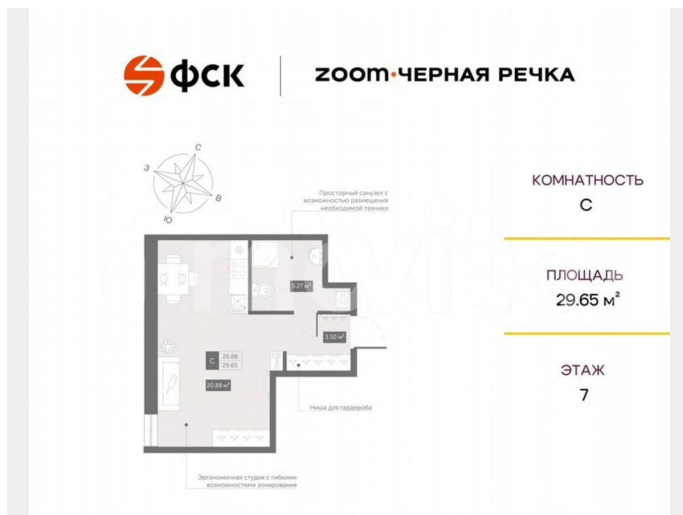 ФСК
zoom·ЧЕРНАЯ РЕЧКА
С
З
В
Ю
КОМНАТНОСТЬ
С
ПЛОЩАДЬ
29.65 м²
ЭТАЖ
7
Просторный санузел с
возможностью размещения
необходимой техники
5.27 м²
3.50 м²
С
20.88
29.65
20.88 м²
Ниша для гардероба
Эргономичная студия с гибкими
возможностями зонирования